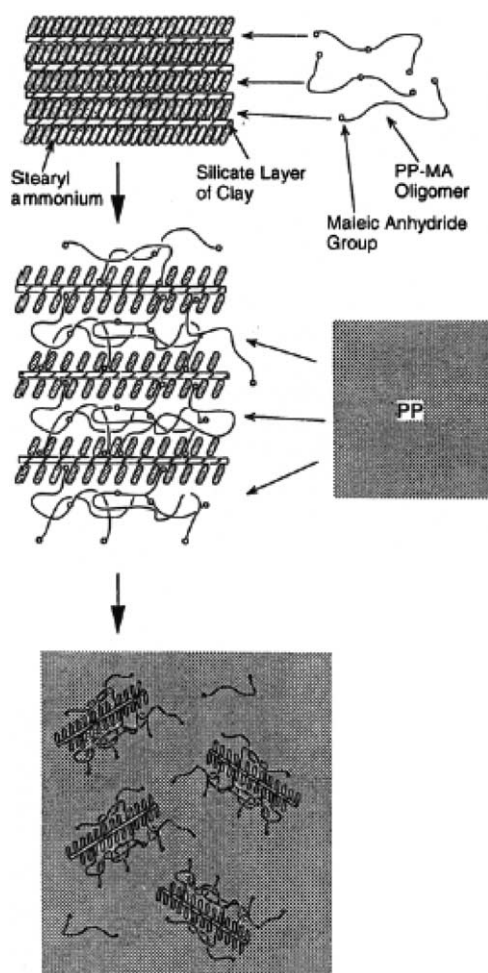 Stearyl
ammonium
Silicate Layer
of Clay
PP-MA
Oligomer
Maleic Anhydride
Group
PP